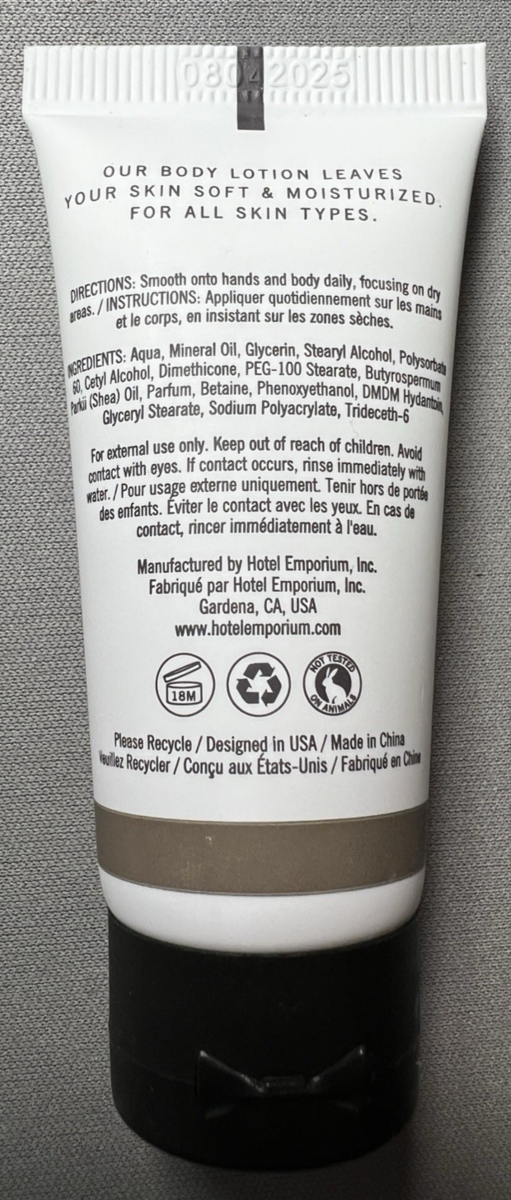 08042025
OUR BODY LOTION LEAVES
YOUR SKIN SOFT & MOISTURIZED.
FOR ALL SKIN TYPES.
DIRECTIONS: Smooth onto hands and body daily, focusing on dry
areas. / INSTRUCTIONS: Appliquer quotidiennement sur les mains
et le corps, en insistant sur les zones sèches.
INGREDIENTS: Aqua, Mineral Oil, Glycerin, Stearyl Alcohol, Polysorbate
60, Cetyl Alcohol, Dimethicone, PEG-100 Stearate, Butyrospermum
Parkii (Shea) Oil, Parfum, Betaine, Phenoxyethanol, DMDM Hydantoin,
Glyceryl Stearate, Sodium Polyacrylate, Trideceth-6
For external use only. Keep out of reach of children. Avoid
contact with eyes. If contact occurs, rinse immediately with
water. / Pour usage externe uniquement. Tenir hors de portée
des enfants. Éviter le contact avec les yeux. En cas de
contact, rincer immédiatement à l'eau.
Manufactured by Hotel Emporium, Inc.
Fabriqué par Hotel Emporium, Inc.
Gardena, CA, USA
www.hotelemporium.com
18M
NOT TESTED
ON ANIMALS
Please Recycle / Designed in USA / Made in China
Veuillez Recycler / Conçu aux États-Unis / Fabriqué en Chine